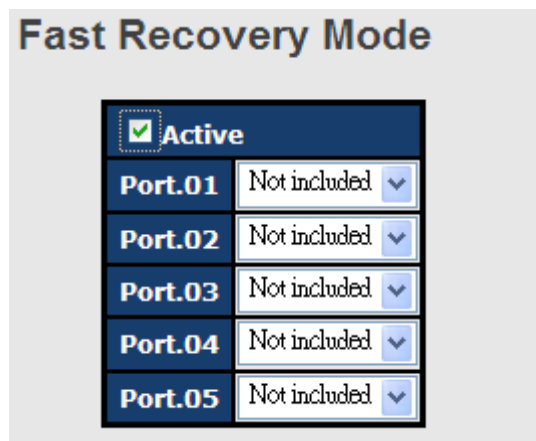 Fast Recovery Mode
Active
Port.01 Not included
Port.02 Not included
Port.03 Not included
Port.04 Not included
Port.05 Not included